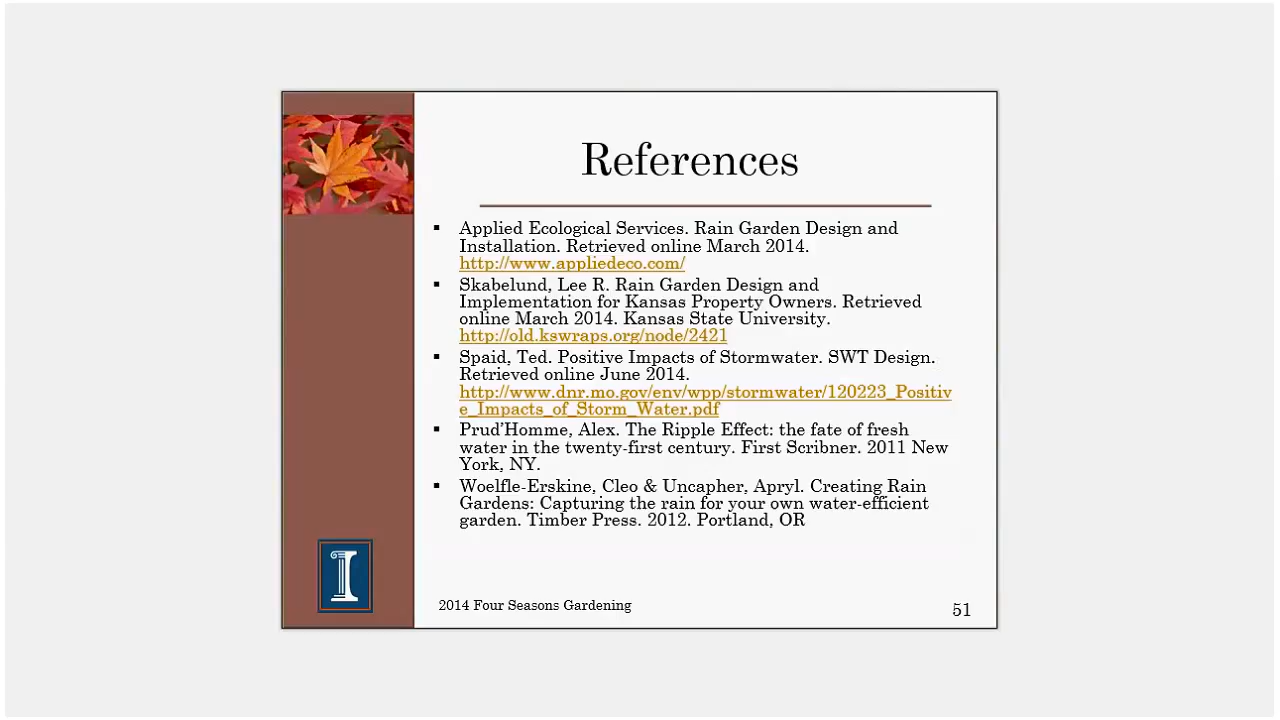 References
▪ Applied Ecological Services. Rain Garden Design and
Installation. Retrieved online March 2014.
http://www.appliedeco.com/
▪ Skabelund, Lee R. Rain Garden Design and
Implementation for Kansas Property Owners. Retrieved
online March 2014. Kansas State University.
http://old.kswraps.org/node/2421
▪ Spaid, Ted. Positive Impacts of Stormwater. SWT Design.
Retrieved online June 2014.
http://www.dnr.mo.gov/env/wpp/stormwater/120223_Positiv
e_Impacts_of_Storm_Water.pdf
▪ Prud’Homme, Alex. The Ripple Effect: the fate of fresh
water in the twenty-first century. First Scribner. 2011 New
York, NY.
▪ Woelfle-Erskine, Cleo & Uncapher, Apryl. Creating Rain
Gardens: Capturing the rain for your own water-efficient
garden. Timber Press. 2012. Portland, OR
I
2014 Four Seasons Gardening
51